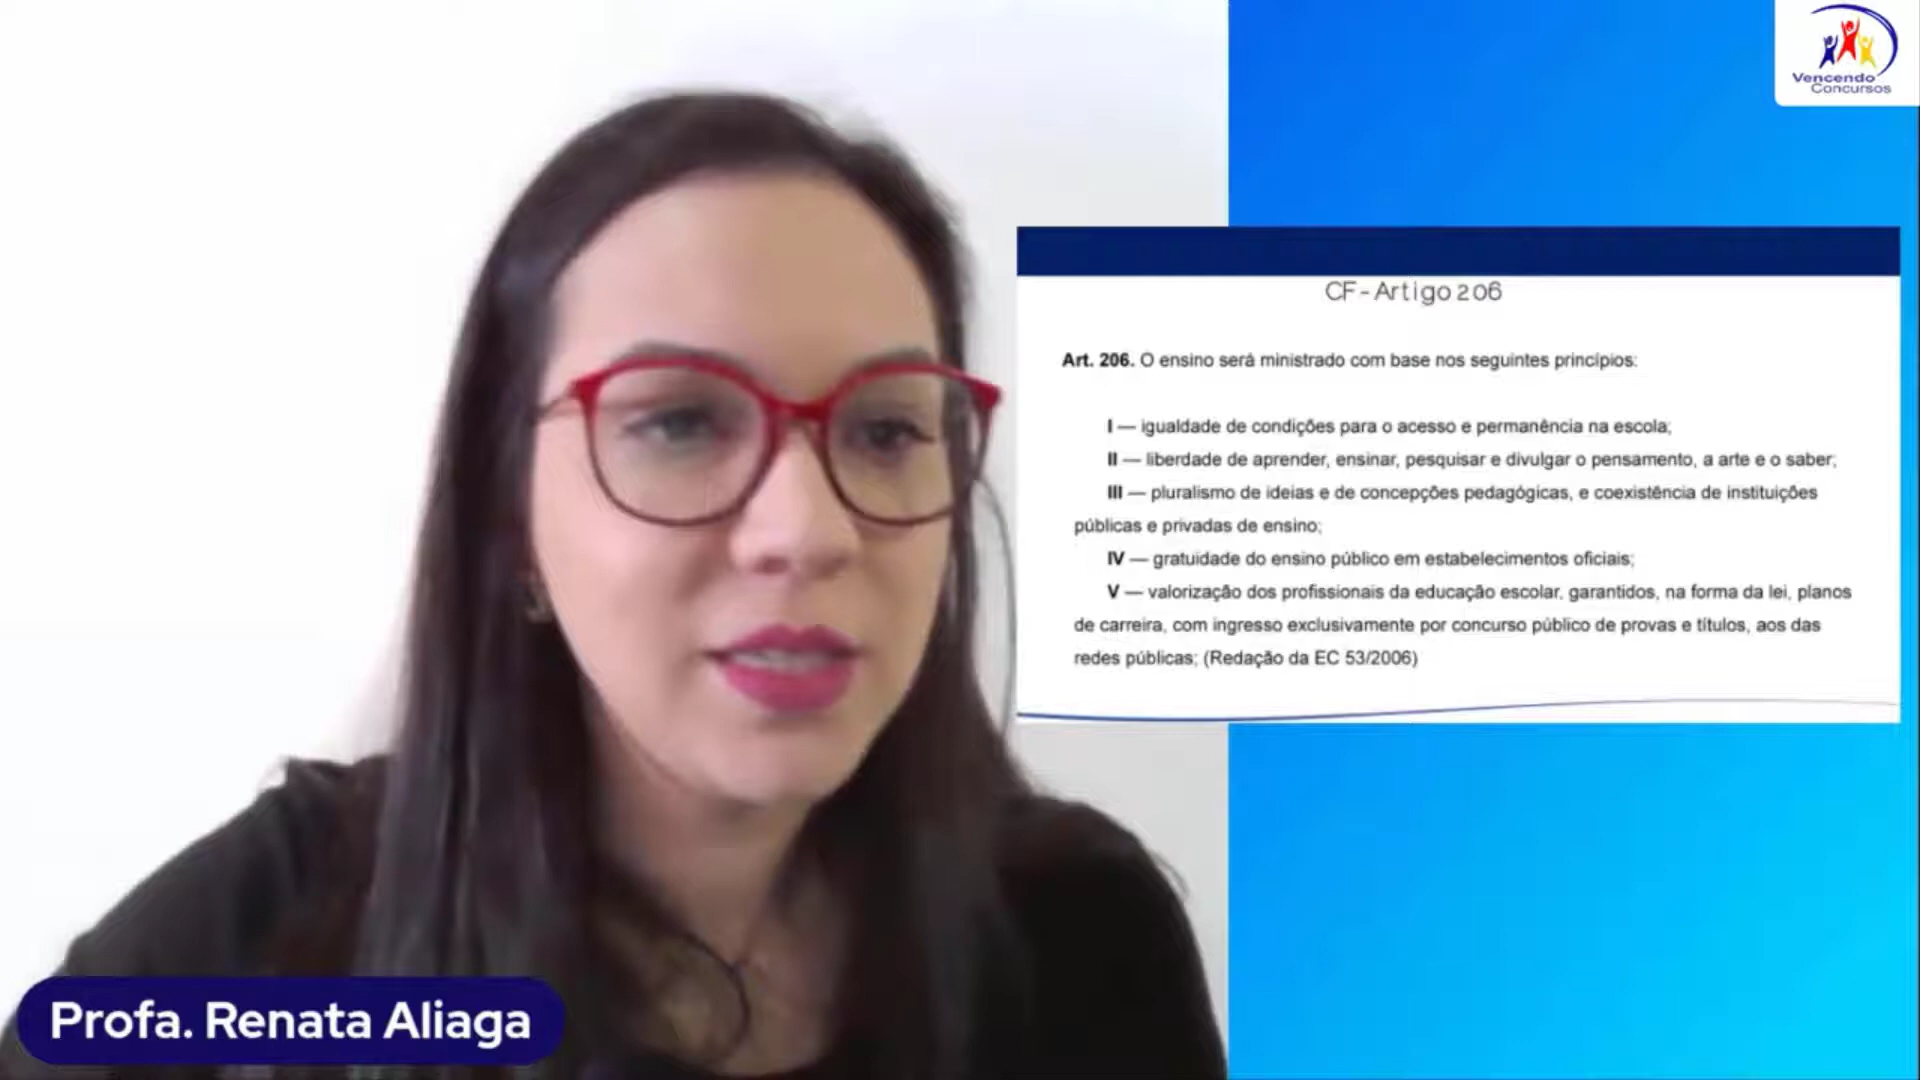 Vencendo
Concursos
CF - Artigo 206
Art. 206. O ensino será ministrado com base nos seguintes princípios:
I — igualdade de condições para o acesso e permanência na escola;
II — liberdade de aprender, ensinar, pesquisar e divulgar o pensamento, a arte e o saber;
III — pluralismo de ideias e de concepções pedagógicas, e coexistência de instituições
públicas e privadas de ensino;
IV — gratuidade do ensino público em estabelecimentos oficiais;
V — valorização dos profissionais da educação escolar, garantidos, na forma da lei, planos
de carreira, com ingresso exclusivamente por concurso público de provas e títulos, aos das
redes públicas; (Redação da EC 53/2006)
Profa. Renata Aliaga